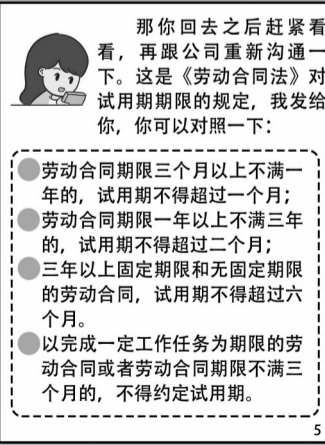 那你回去之后赶紧看
看，再跟公司重新沟通一
下。这是《劳动合同法》对
试用期期限的规定，我发给
你，你可以对照一下：
劳动合同期限三个月以上不满一
年的，试用期不得超过一个月；
劳动合同期限一年以上不满三年
的，试用期不得超过二个月；
三年以上固定期限和无固定期限
的劳动合同，试用期不得超过六
个月。
以完成一定工作任务为期限的劳
动合同或者劳动合同期限不满三
个月的，不得约定试用期。
5